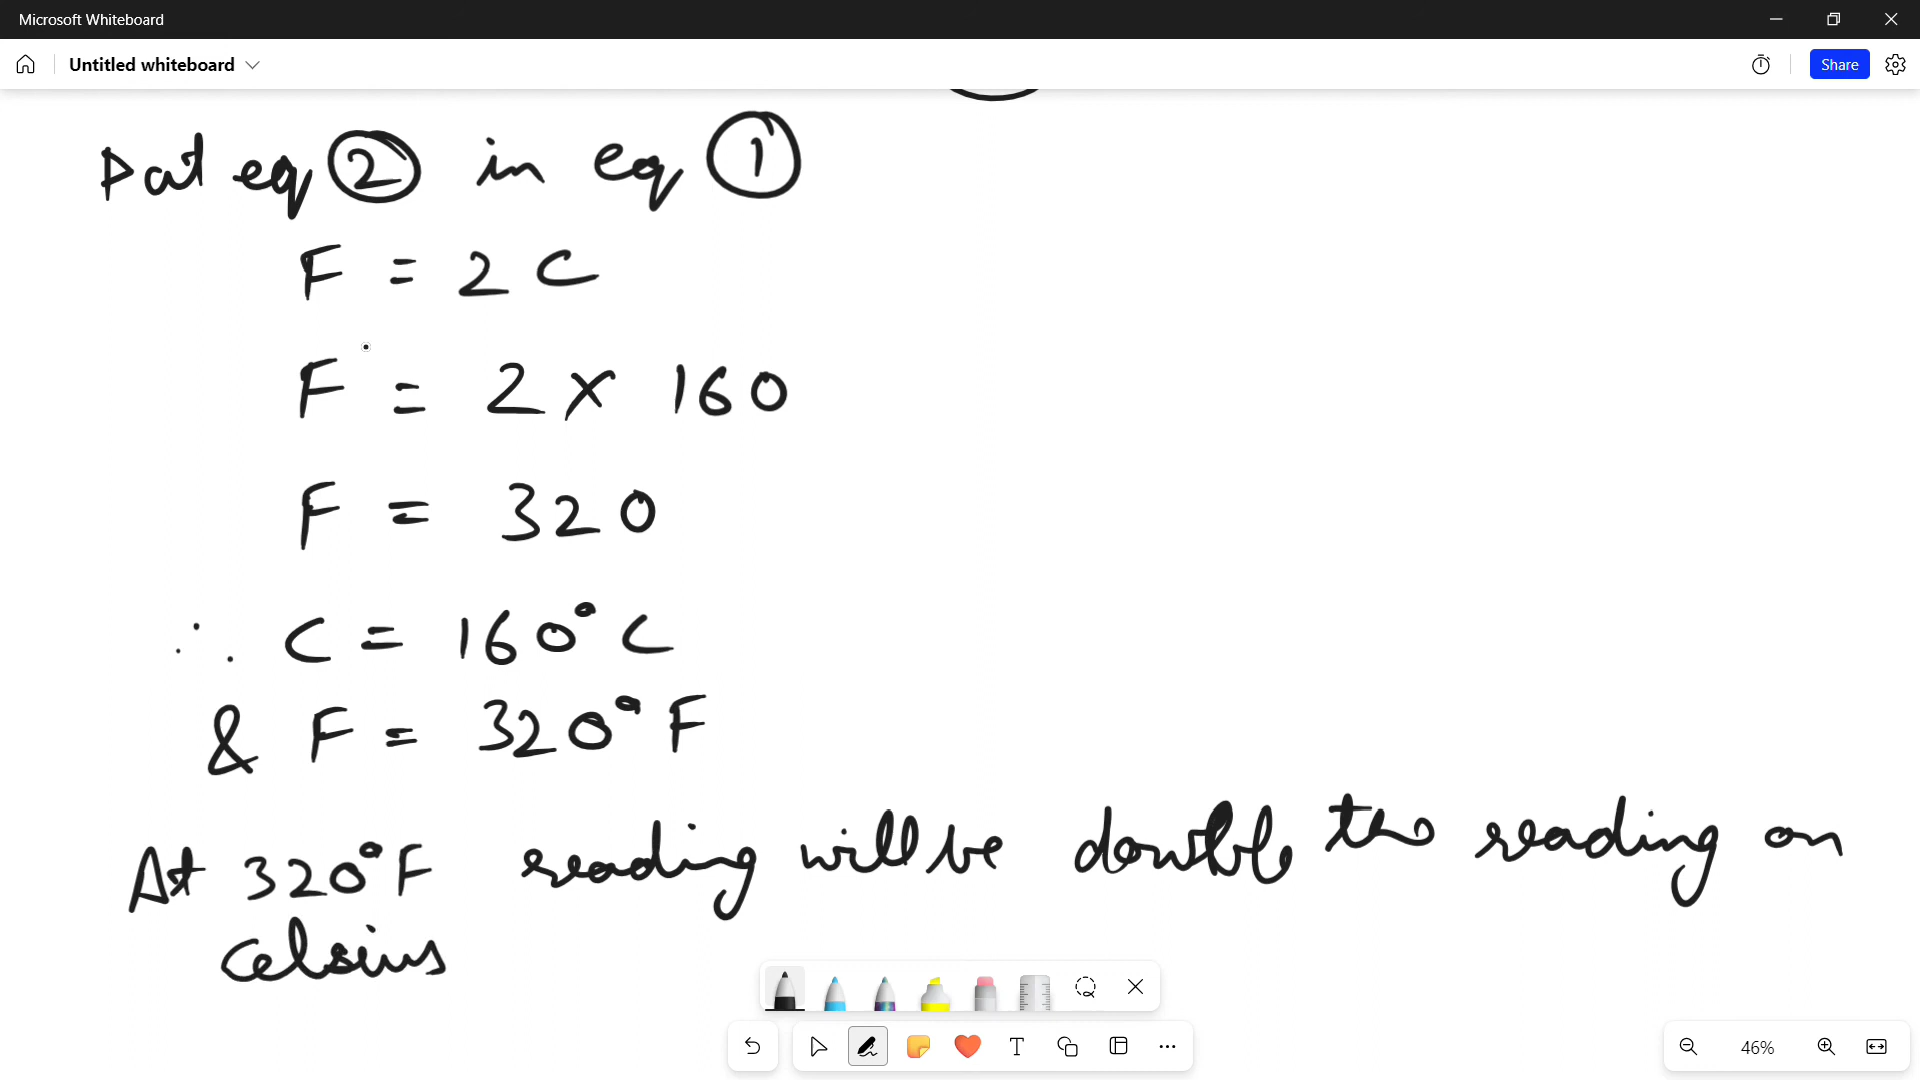 Microsoft Whiteboard
Untitled whiteboard
Share
Put eq 2 in eq 1
F = 2 C
F = 2 × 160
F = 320
∴ C = 160° C
& F = 320° F
At 320° F reading will be double the reading on
celsius
46%